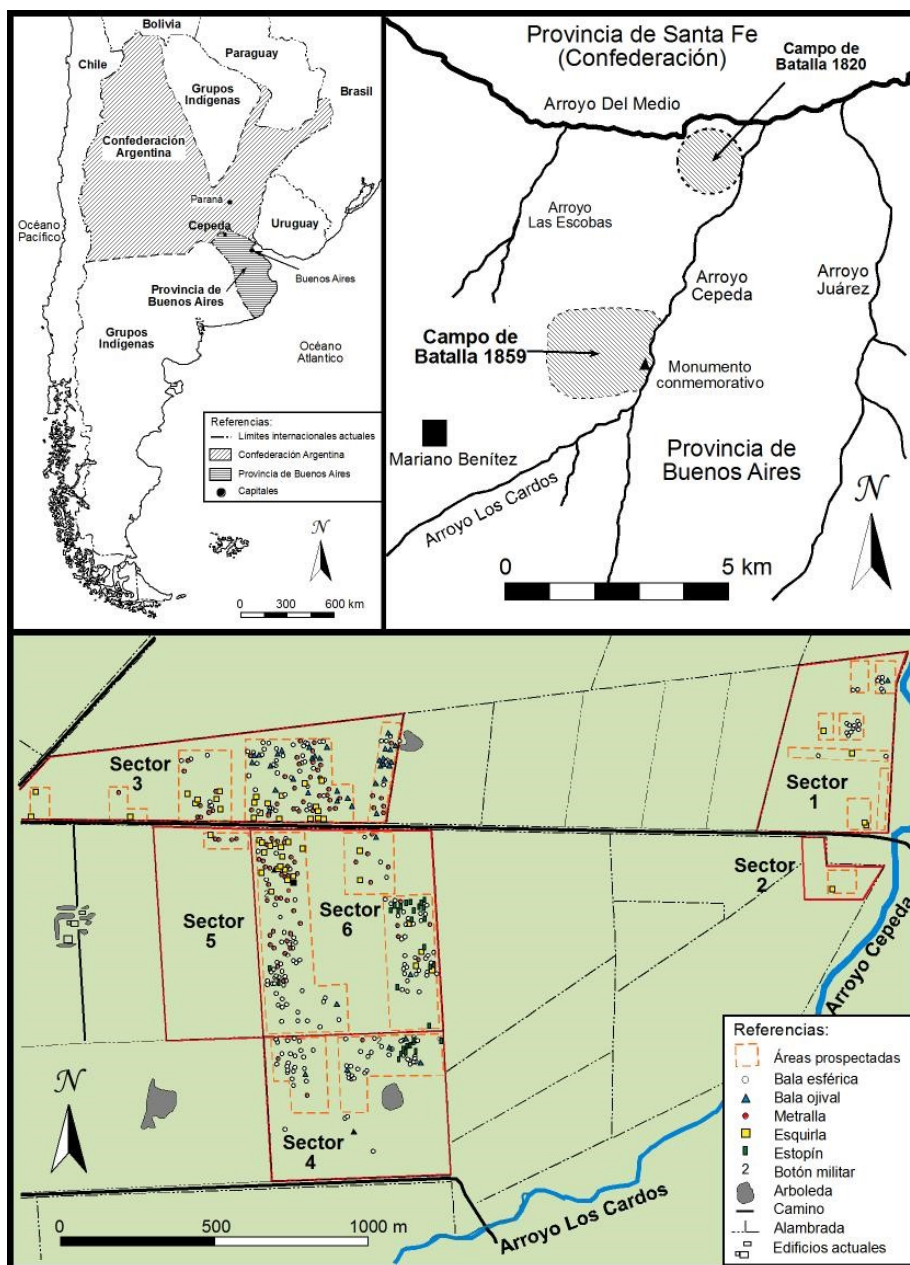 Bolivia
Paraguay
Chile
Grupos
Indígenas
Brasil
Confederación
Argentina
Paraná
Océano
Pacífico
Cepeda
Uruguay
Buenos Aires
Provincia de
Buenos Aires
Grupos
Indígenas
Océano
Atlantico
Referencias:
Límites internacionales actuales
Confederación Argentina
Provincia de Buenos Aires
Capitales
N
0 300 600 km
Provincia de Santa Fe
(Confederación)
Campo de
Batalla 1820
Arroyo Del Medio
Arroyo
Las Escobas
Arroyo
Cepeda
Arroyo
Juárez
Campo de
Batalla 1859
Monumento
conmemorativo
Mariano Benítez
Provincia de
Buenos Aires
Arroyo Los Cardos
N
0 5 km
Sector
3
Sector
1
Sector
2
Sector
5
Sector
6
Arroyo Cepeda
N
Sector
4
Arroyo Los Cardos
0 500 1000 m
Referencias:
Áreas prospectadas
Bala esférica
Bala ojival
Metralla
Esquirla
Estopín
2 Botón militar
Arboleda
Camino
Alambrada
Edificios actuales